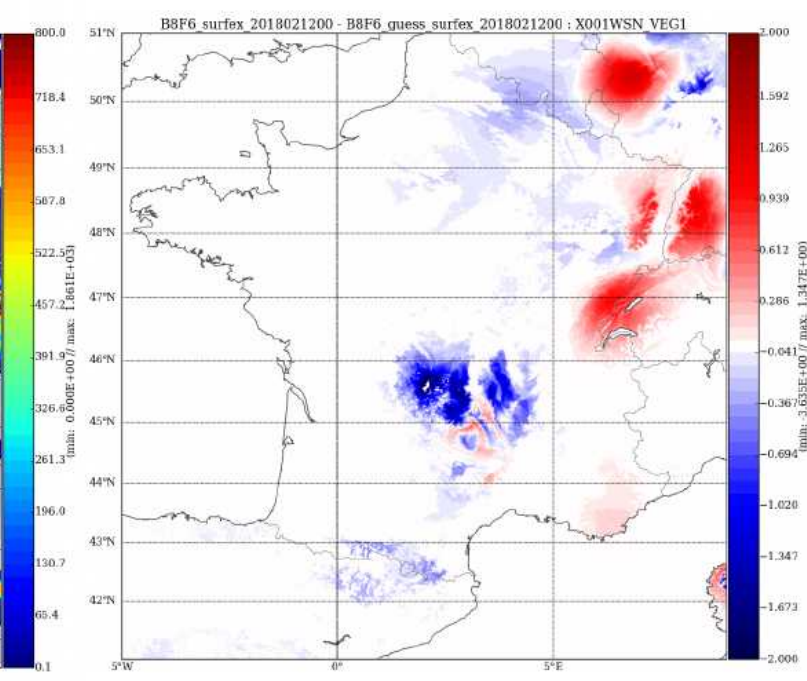 B8F6_surfex_2018021200 - B8F6_guess_surfex_2018021200 : X001WSN_VEG1
800.0
718.4
653.1
587.8
522.5
457.2
391.9
326.6
261.3
196.0
130.7
65.4
0.1
(min: 0.000E+00 // max: 1.861E+03)
51°N
50°N
49°N
48°N
47°N
46°N
45°N
44°N
43°N
42°N
5°W
0°
5°E
2.000
1.592
1.265
0.939
0.612
0.286
-0.041
-0.367
-0.694
-1.020
-1.347
-1.673
-2.000
(min: -3.635E+00 // max: 1.347E+00)